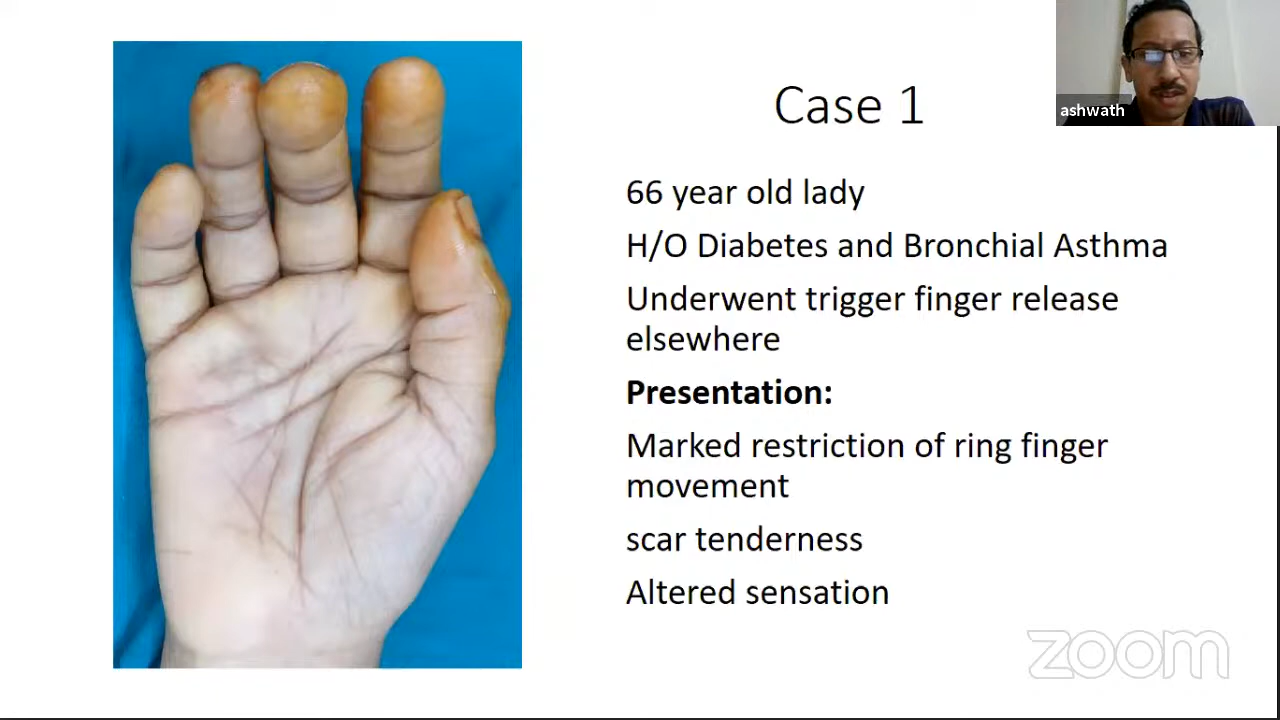 Case 1
ashwath
66 year old lady
H/O Diabetes and Bronchial Asthma
Underwent trigger finger release
elsewhere
Presentation:
Marked restriction of ring finger
movement
scar tenderness
Altered sensation
zoom